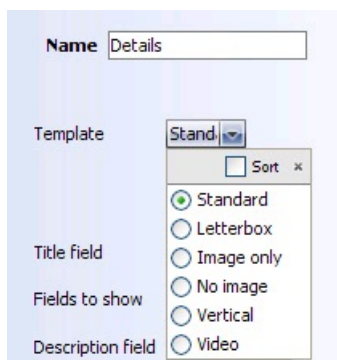 Name Details
Template Stand
Sort ×
Standard
Letterbox
Title field Image only
Fields to show No image
Vertical
Description field Video